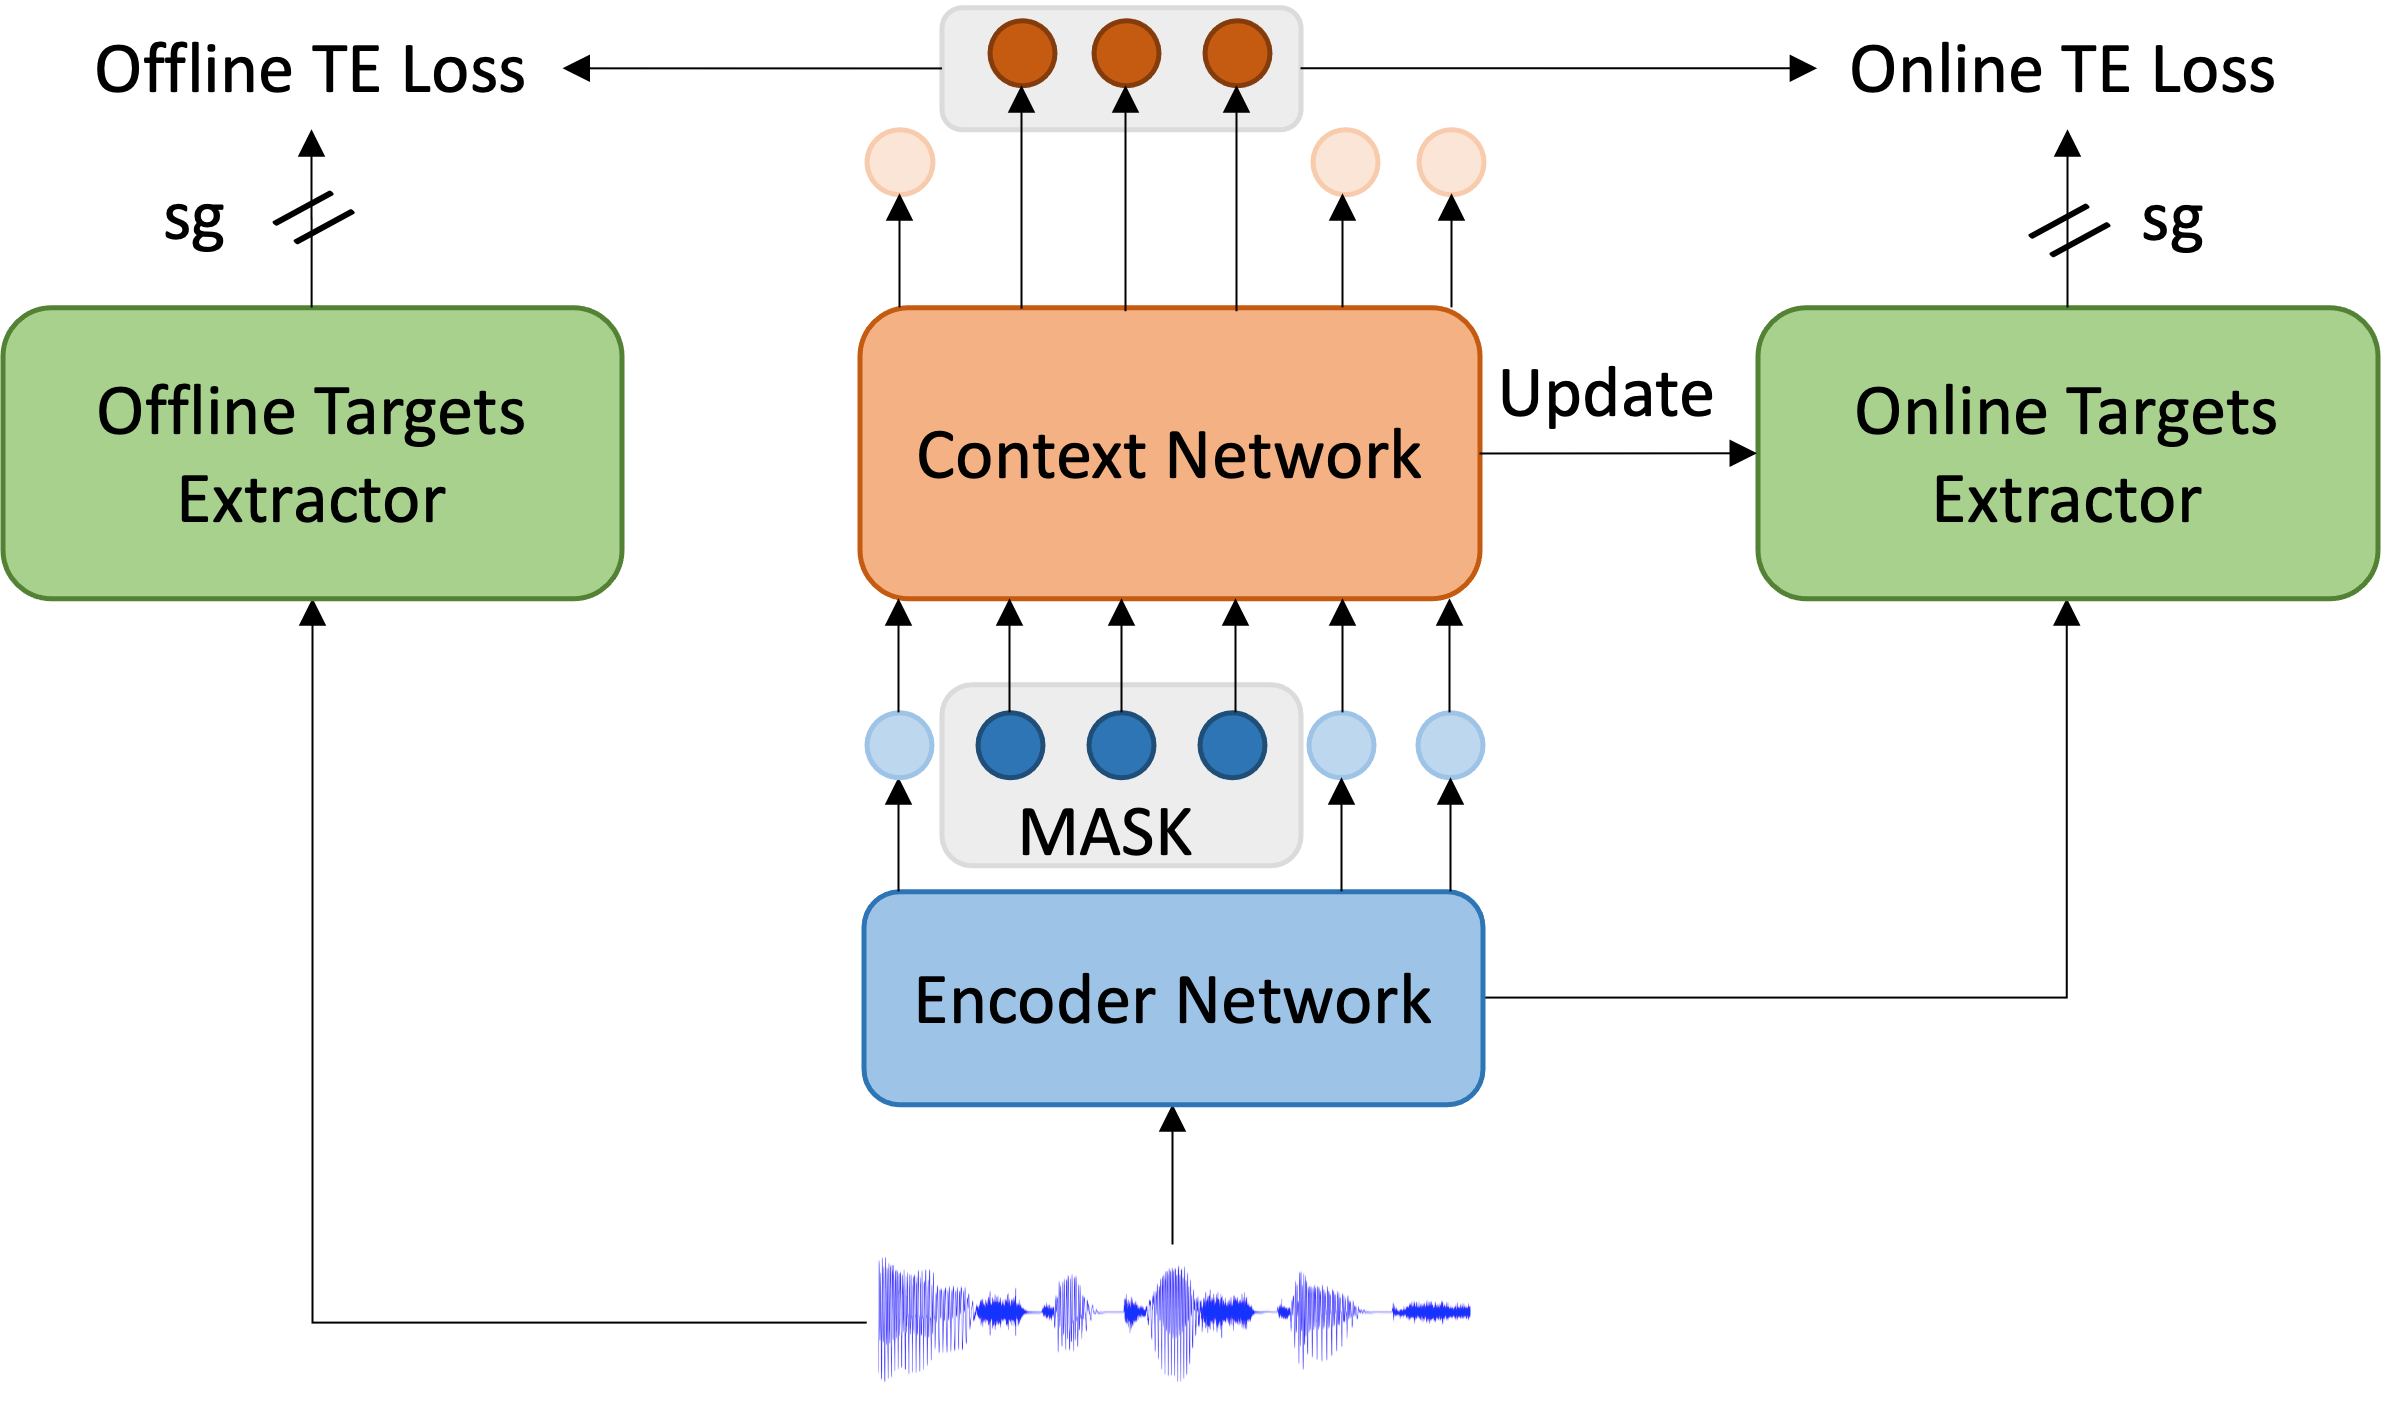 Offline TE Loss
Online TE Loss
sg
sg
Offline Targets
Extractor
Context Network
Update
Online Targets
Extractor
MASK
Encoder Network